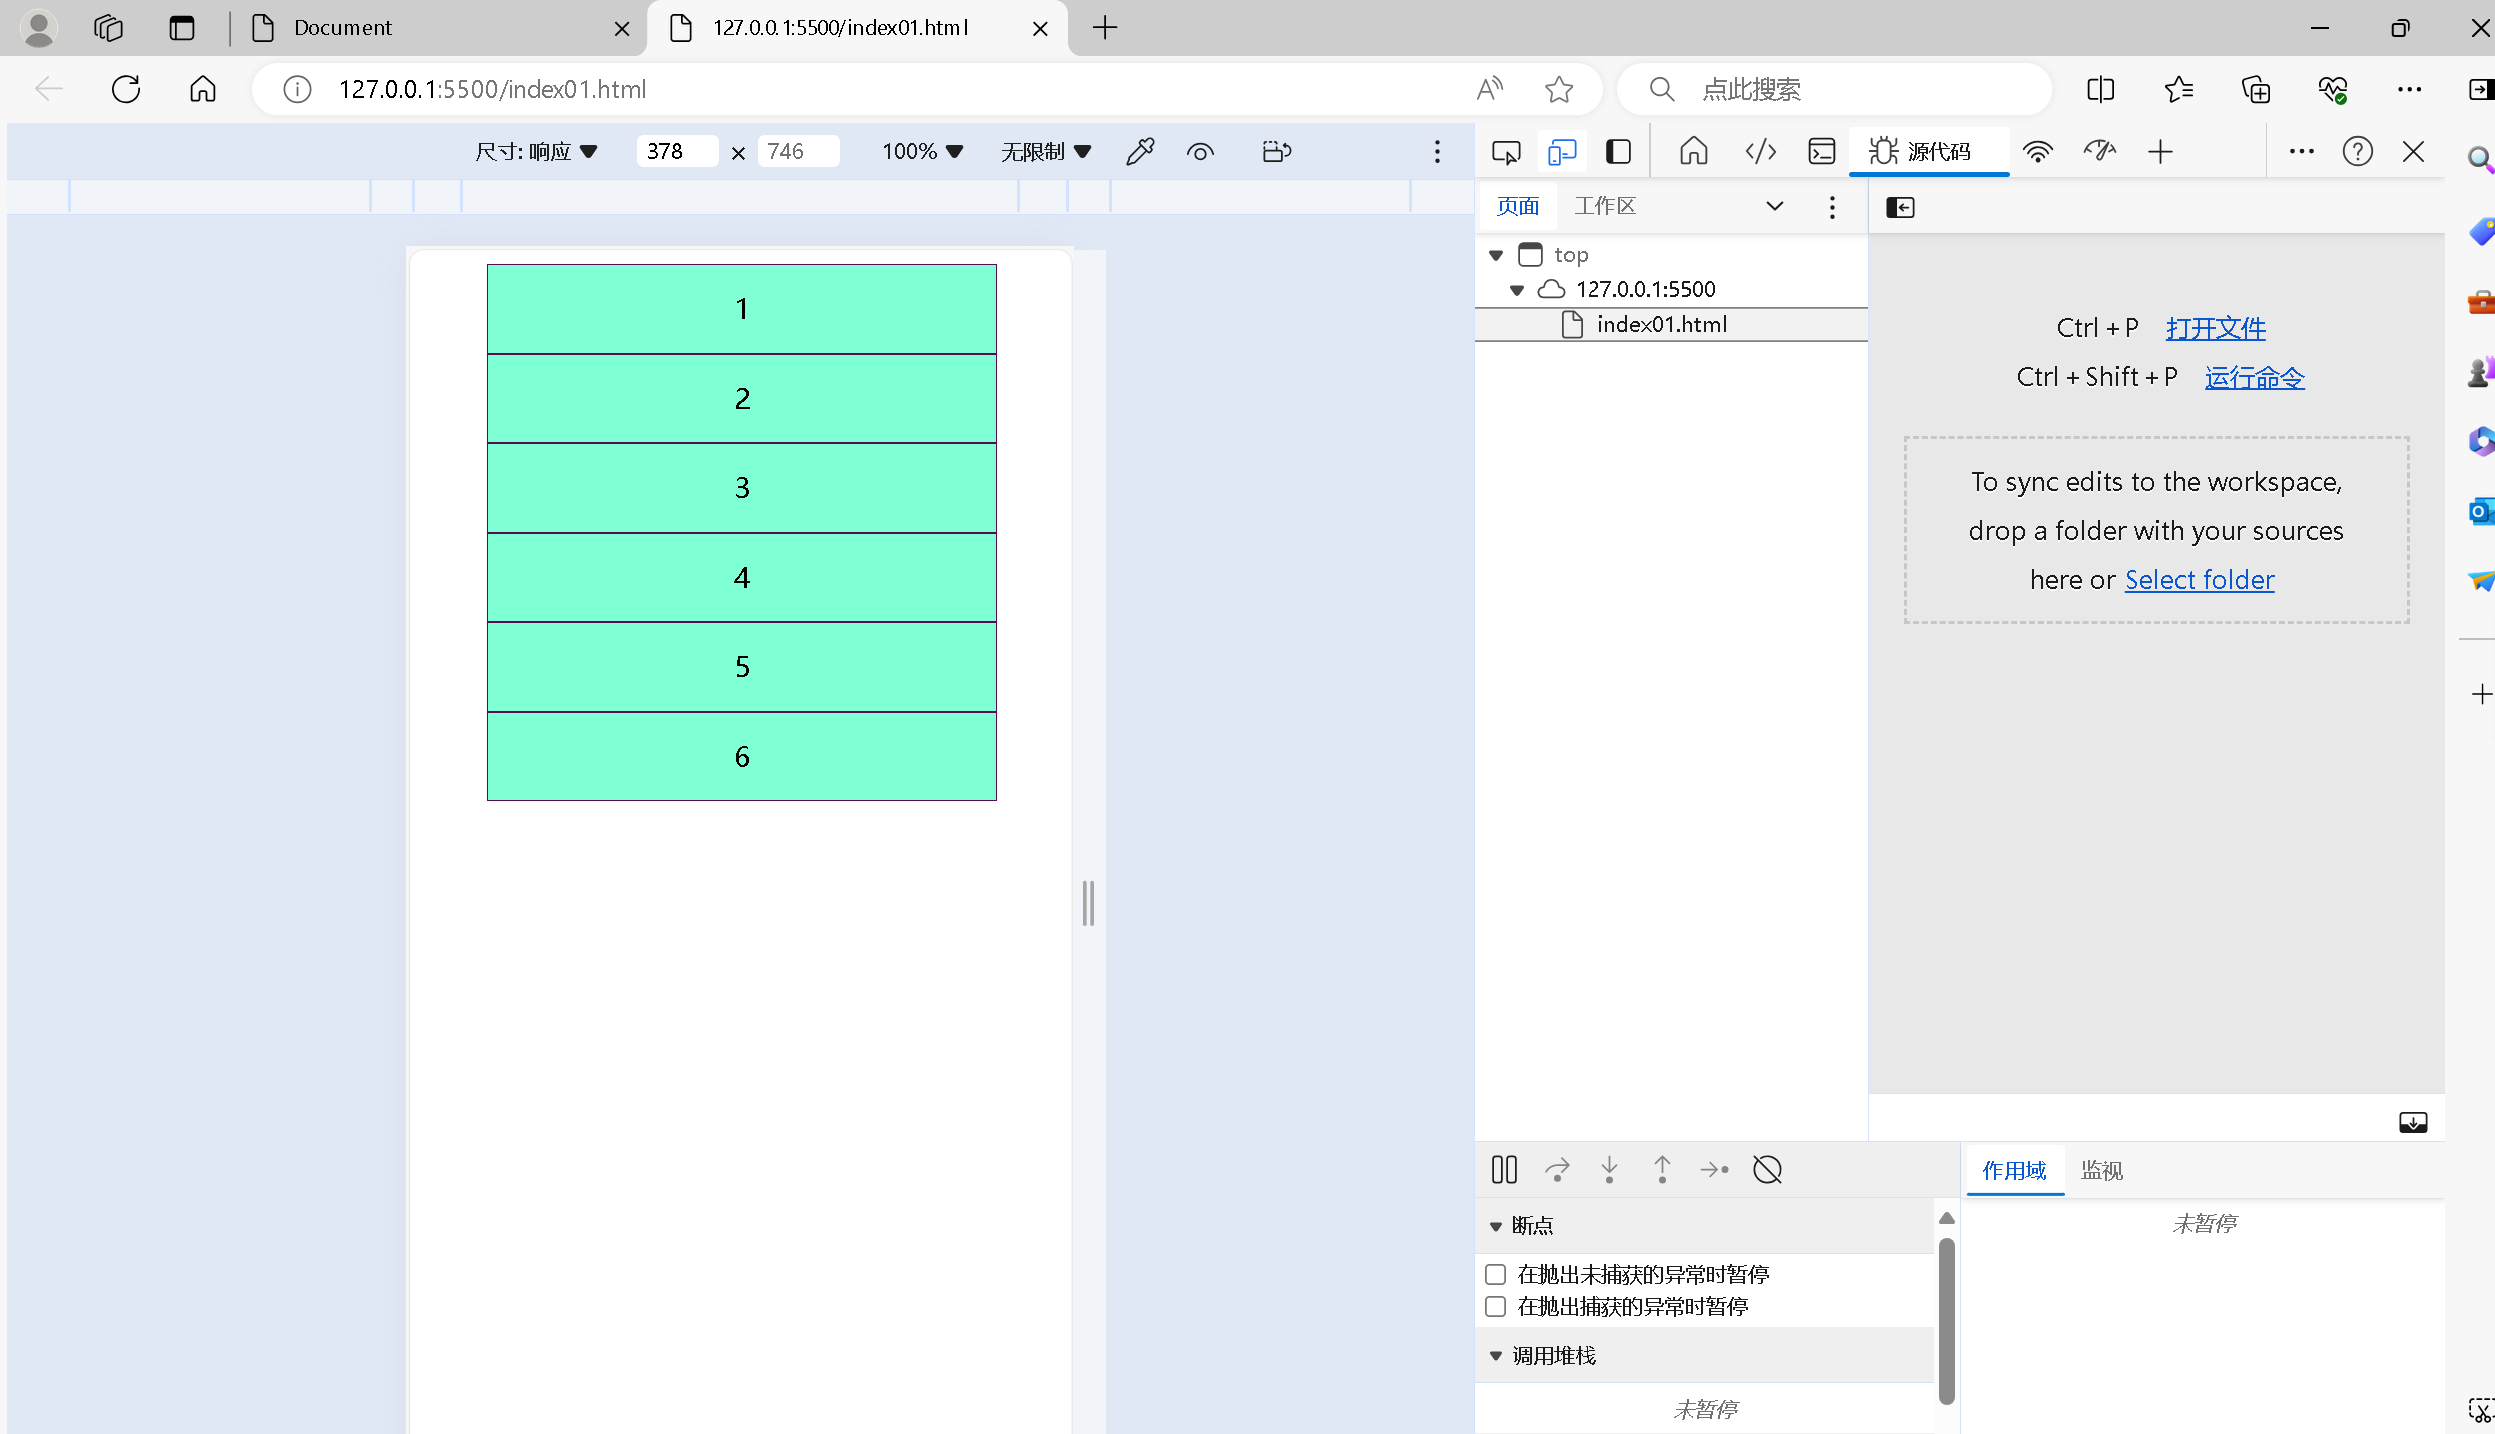 Document
127.0.0.1:5500/index01.html
127.0.0.1:5500/index01.html
点此搜索
尺寸: 响应
378 × 746
100%
无限制
源代码
页面
工作区
top
127.0.0.1:5500
index01.html
Ctrl + P 打开文件
Ctrl + Shift + P 运行命令
To sync edits to the workspace,
drop a folder with your sources
here or Select folder
1
2
3
4
5
6
作用域
监视
断点
未暂停
在抛出未捕获的异常时暂停
在抛出捕获的异常时暂停
调用堆栈
未暂停